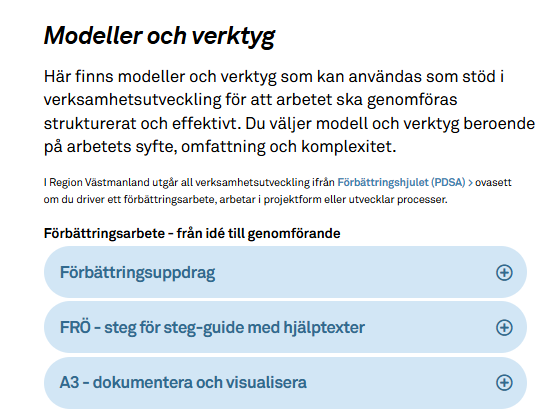 Modeller och verktyg
Här finns modeller och verktyg som kan användas som stöd i
verksamhetsutveckling för att arbetet ska genomföras
strukturerat och effektivt. Du väljer modell och verktyg beroende
på arbetets syfte, omfattning och komplexitet.
I Region Västmanland utgår all verksamhetsutveckling ifrån Förbättringshjulet (PDSA) > ovasett
om du driver ett förbättringsarbete, arbetar i projektform eller utvecklar processer.
Förbättringsarbete - från idé till genomförande
Förbättringsuppdrag
FRÖ - steg för steg-guide med hjälptexter
A3 - dokumentera och visualisera